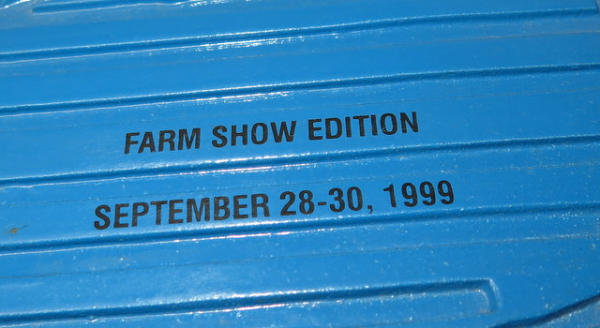 FARM SHOW EDITION
SEPTEMBER 28-30, 1999